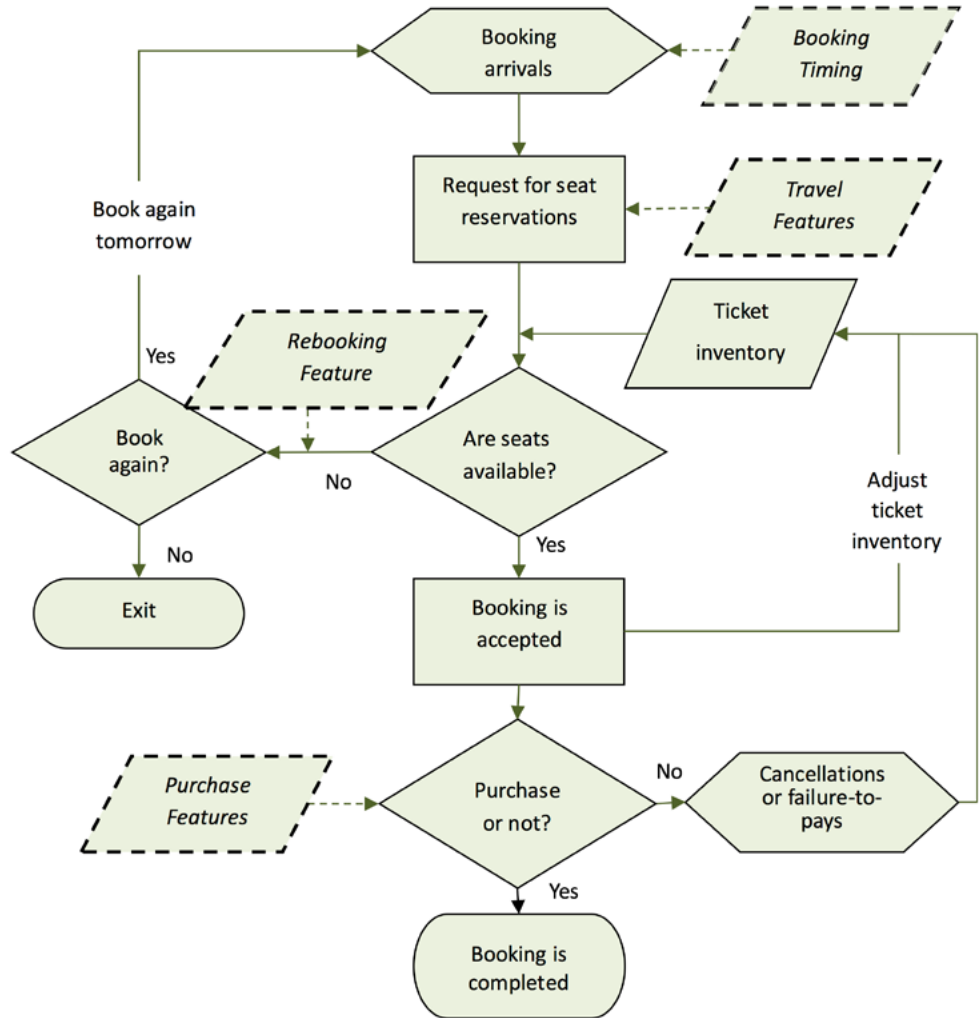 Booking
arrivals
Booking
Timing
Request for seat
reservations
Travel
Features
Book again
tomorrow
Ticket
inventory
Rebooking
Feature
Yes
Book
again?
No
Are seats
available?
Adjust
ticket
inventory
No
Yes
Exit
Booking is
accepted
Purchase
Features
Purchase
or not?
No
Cancellations
or failure-to-
pays
Yes
Booking is
completed